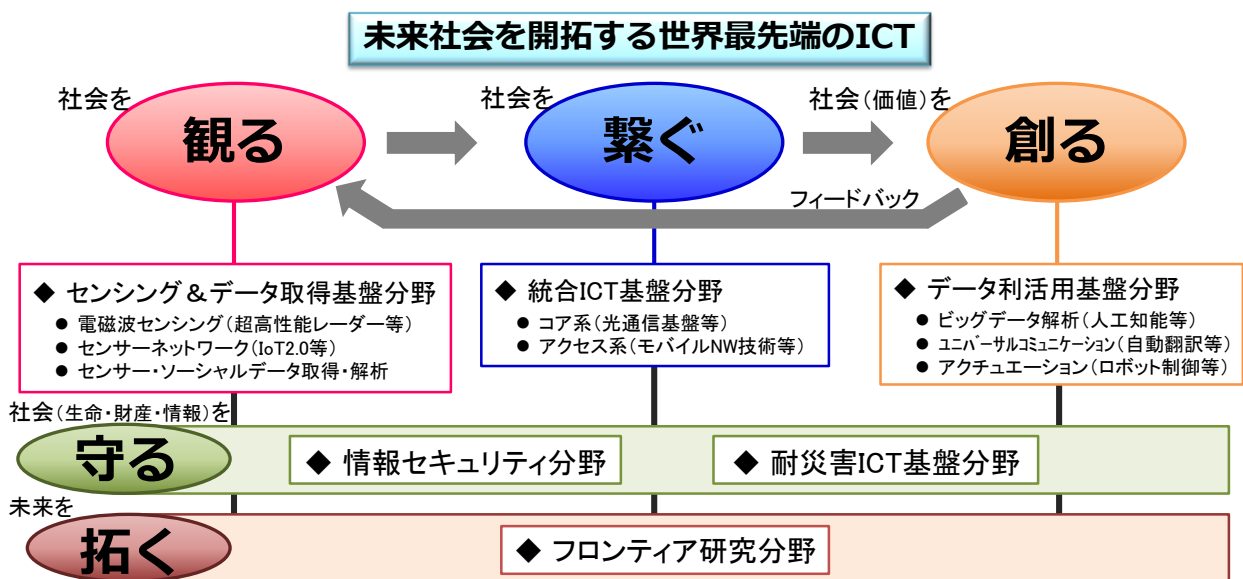 未来社会を開拓する世界最先端のICT
社会を
観る
社会を
繋ぐ
社会(価値)を
創る
フィードバック
◆ センシング＆データ取得基盤分野
● 電磁波センシング(超高性能レーダー等)
● センサーネットワーク(IoT2.0等)
● センサー・ソーシャルデータ取得・解析
◆ 統合ICT基盤分野
● コア系(光通信基盤等)
● アクセス系(モバイルNW技術等)
◆ データ利活用基盤分野
● ビッグデータ解析(人工知能等)
● ﾕﾆﾊﾞｰｻﾙｺﾐｭﾆｹｰｼｮﾝ(自動翻訳等)
● アクチュエーション(ロボット制御等)
社会(生命・財産・情報)を
守る
◆ 情報セキュリティ分野
◆ 耐災害ICT基盤分野
未来を
拓く
◆ フロンティア研究分野